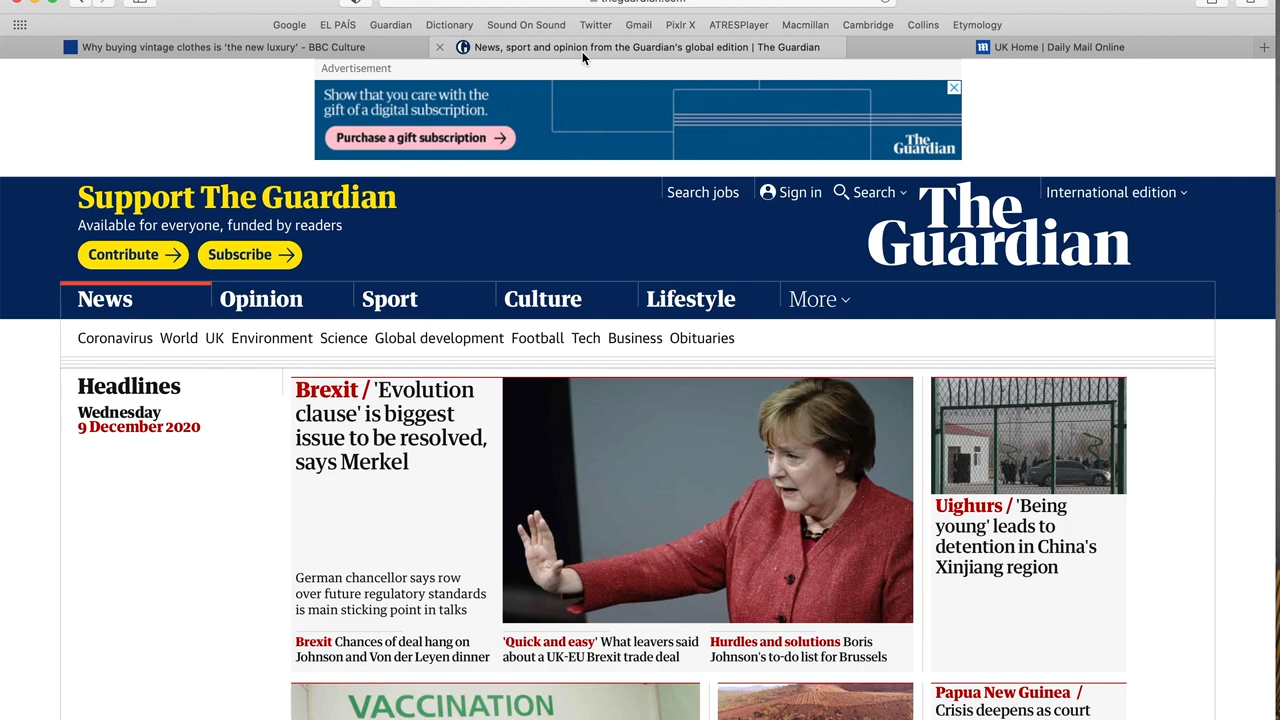 Google EL PAÍS Guardian Dictionary Sound On Sound Twitter Gmail Pixlr X ATRESPlayer Macmillan Cambridge Collins Etymology
Why buying vintage clothes is ‘the new luxury’ - BBC Culture
News, sport and opinion from the Guardian's global edition | The Guardian
UK Home | Daily Mail Online
Advertisement
Show that you care with the
gift of a digital subscription.
Purchase a gift subscription
The
Guardian
Support The Guardian
Available for everyone, funded by readers
Contribute
Subscribe
Search jobs
Sign in
Search
International edition
The
Guardian
News Opinion Sport Culture Lifestyle More
Coronavirus World UK Environment Science Global development Football Tech Business Obituaries
Headlines
Wednesday
9 December 2020
Brexit / 'Evolution
clause' is biggest
issue to be resolved,
says Merkel
German chancellor says row
over future regulatory standards
is main sticking point in talks
Brexit Chances of deal hang on
Johnson and Von der Leyen dinner
'Quick and easy' What leavers said
about a UK-EU Brexit trade deal
Hurdles and solutions Boris
Johnson's to-do list for Brussels
Uighurs / 'Being
young' leads to
detention in China's
Xinjiang region
VACCINATION
Papua New Guinea /
Crisis deepens as court